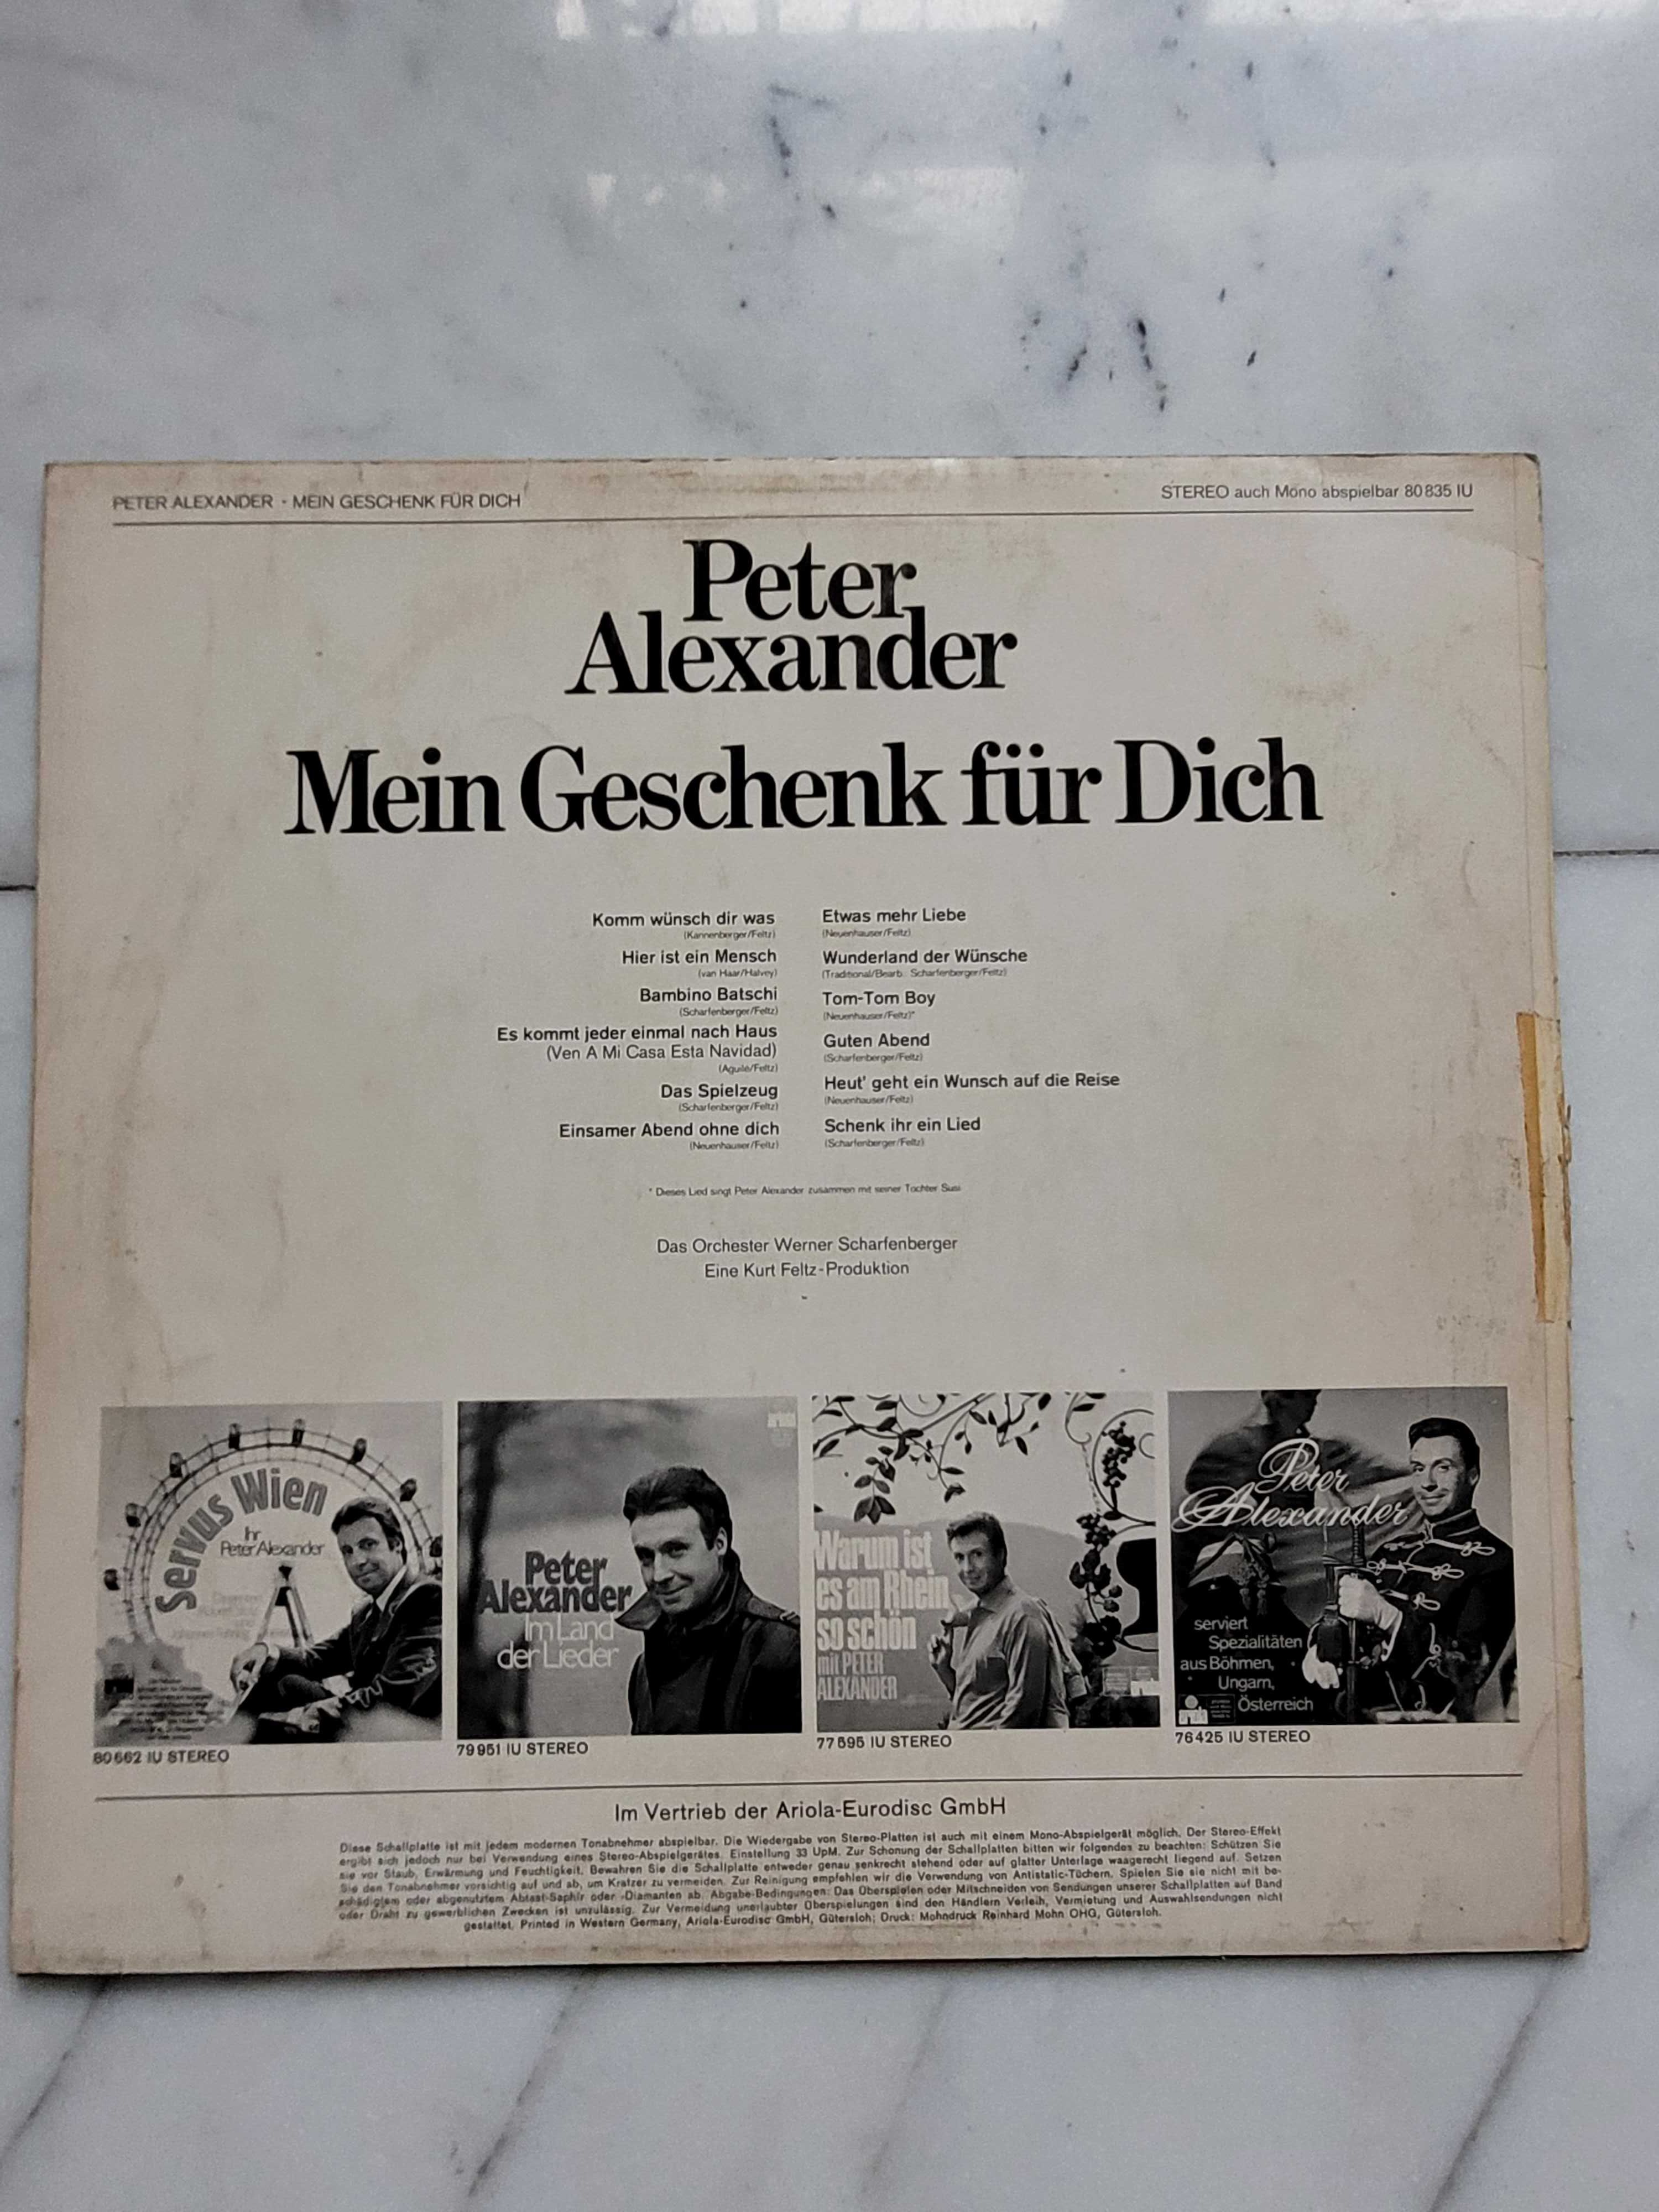 PETER ALEXANDER - MEIN GESCHENK FÜR DICH
STEREO auch Mono abspielbar 80 835 IU
Peter
Alexander
Mein Geschenk für Dich
Komm wünsch dir was
(Kannenberger/Feltz)
Hier ist ein Mensch
(van Haar/Halvey)
Bambino Batschi
(Scharfenberger/Feltz)
Es kommt jeder einmal nach Haus
(Ven A Mi Casa Esta Navidad)
(Aguilé/Feltz)
Das Spielzeug
(Scharfenberger/Feltz)
Einsamer Abend ohne dich
(Neuenhauser/Feltz)
Etwas mehr Liebe
(Neuenhauser/Feltz)
Wunderland der Wünsche
(Traditional/Bearb.: Scharfenberger/Feltz)
Tom-Tom Boy
(Neuenhauser/Feltz)*
Guten Abend
(Scharfenberger/Feltz)
Heut' geht ein Wunsch auf die Reise
(Neuenhauser/Feltz)
Schenk ihr ein Lied
(Scharfenberger/Feltz)
* Dieses Lied singt Peter Alexander zusammen mit seiner Tochter Susi
Das Orchester Werner Scharfenberger
Eine Kurt Feltz-Produktion
Servus Wien
Ihr
Peter Alexander
80 662 IU STEREO
Peter
Alexander
Im Land
der Lieder
79 951 IU STEREO
Warum ist
es am Rhein
so schön
mit PETER
ALEXANDER
77 595 IU STEREO
Peter
Alexander
serviert
Spezialitäten
aus Böhmen,
Ungarn,
Österreich
76 425 IU STEREO
Im Vertrieb der Ariola-Eurodisc GmbH
Diese Schallplatte ist mit jedem modernen Tonabnehmer abspielbar. Die Wiedergabe von Stereo-Platten ist auch mit einem Mono-Abspielgerät möglich. Der Stereo-Effekt
ergibt sich jedoch nur bei Verwendung eines Stereo-Abspielgerätes. Einstellung 33 UpM. Zur Schonung der Schallplatten bitten wir folgendes zu beachten: Schützen Sie
sie vor Staub, Erwärmung und Feuchtigkeit. Bewahren Sie die Schallplatte entweder genau senkrecht stehend oder auf glatter Unterlage waagerecht liegend auf. Setzen
Sie den Tonabnehmer vorsichtig auf und ab, um Kratzer zu vermeiden. Zur Reinigung empfehlen wir die Verwendung von Antistatic-Tüchern. Spielen Sie sie nicht mit be-
schädigtem oder abgenutztem Abtast-Saphir oder -Diamanten ab. Abgabe-Bedingungen: Das Überspielen oder Mitschneiden von Sendungen unserer Schallplatten auf Band
oder Draht zu gewerblichen Zwecken ist unzulässig. Zur Vermeidung unerlaubter Überspielungen sind den Händlern Verleih, Vermietung und Auswahlsendungen nicht
gestattet. Printed in Western Germany, Ariola-Eurodisc GmbH, Gütersloh; Druck: Mohndruck Reinhard Mohn OHG, Gütersloh.